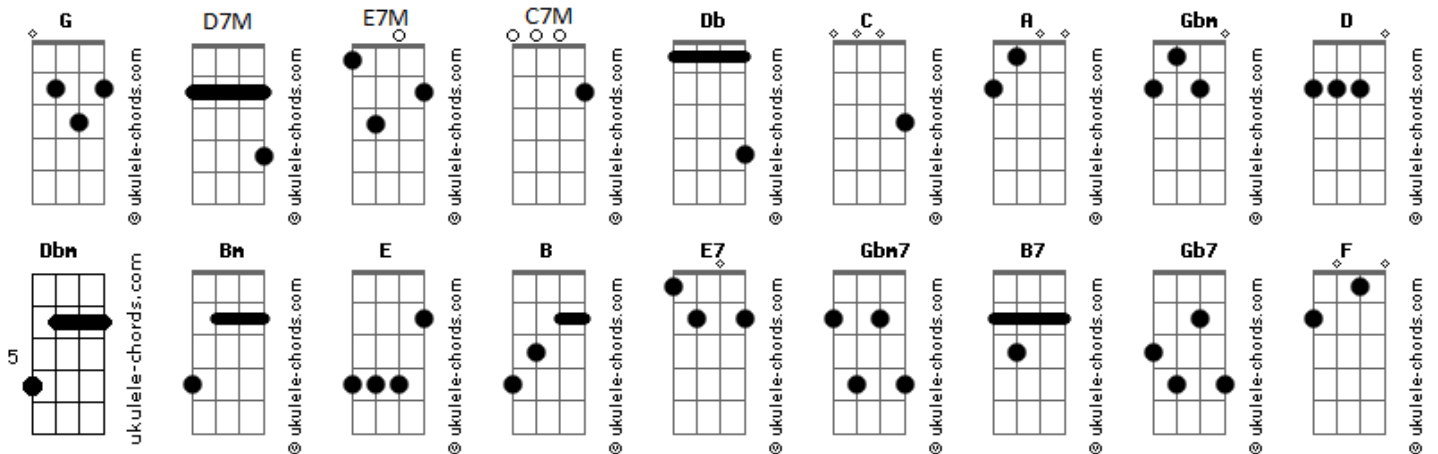 G D7M E7M C7M Db C A Gbm D
© ukulele-chords.com © ukulele-chords.com © ukulele-chords.com © ukulele-chords.com © ukulele-chords.com © ukulele-chords.com © ukulele-chords.com © ukulele-chords.com © ukulele-chords.com
Dbm Bm E B E7 Gbm7 B7 Gb7 F
5
ukulele-chords.com © ukulele-chords.com © ukulele-chords.com © ukulele-chords.com © ukulele-chords.com © ukulele-chords.com © ukulele-chords.com © ukulele-chords.com © ukulele-chords.com